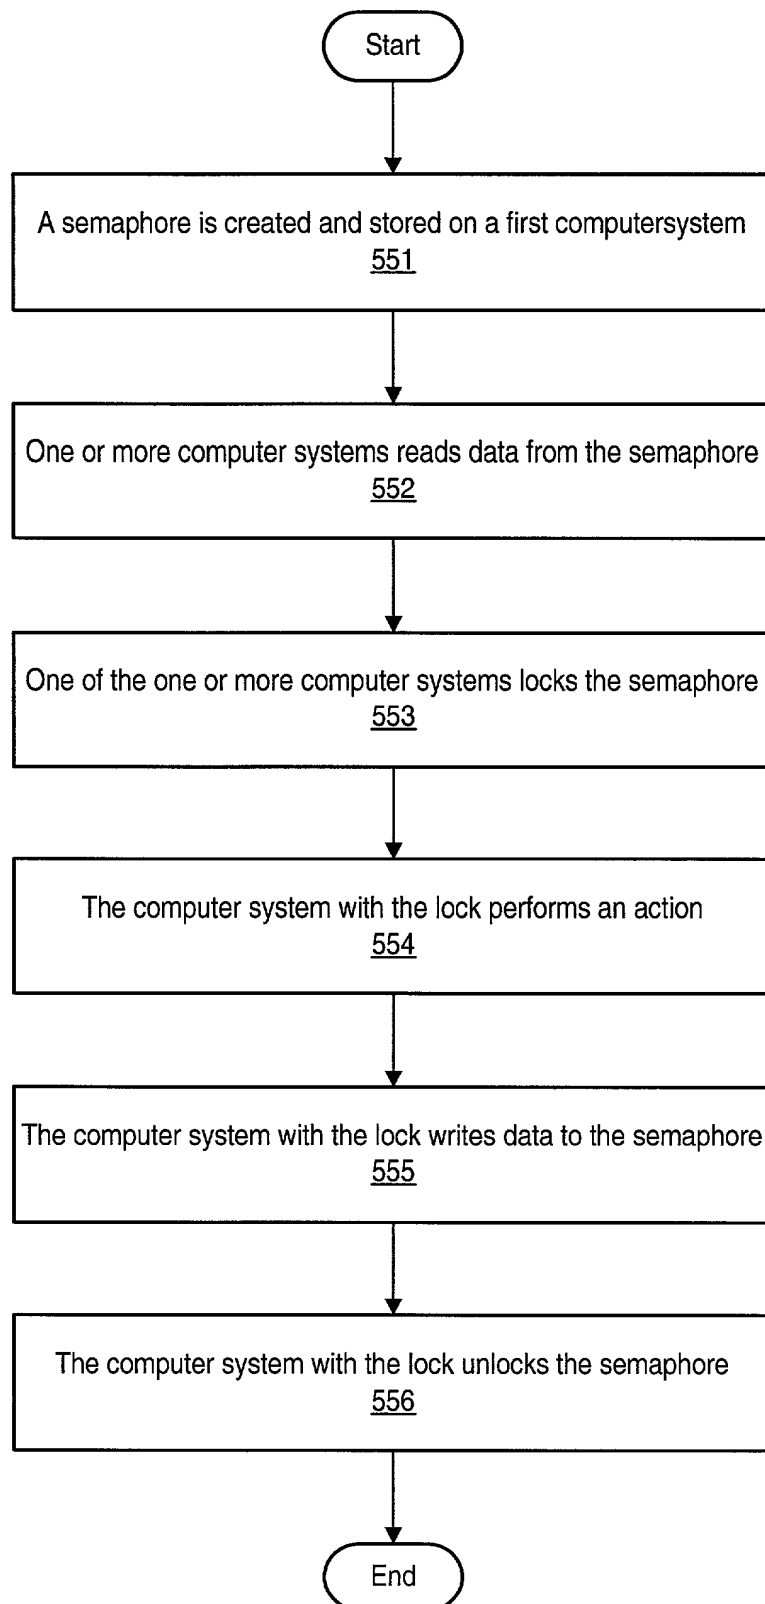 Start
A semaphore is created and stored on a first computersystem
551
One or more computer systems reads data from the semaphore
552
One of the one or more computer systems locks the semaphore
553
The computer system with the lock performs an action
554
The computer system with the lock writes data to the semaphore
555
The computer system with the lock unlocks the semaphore
556
End